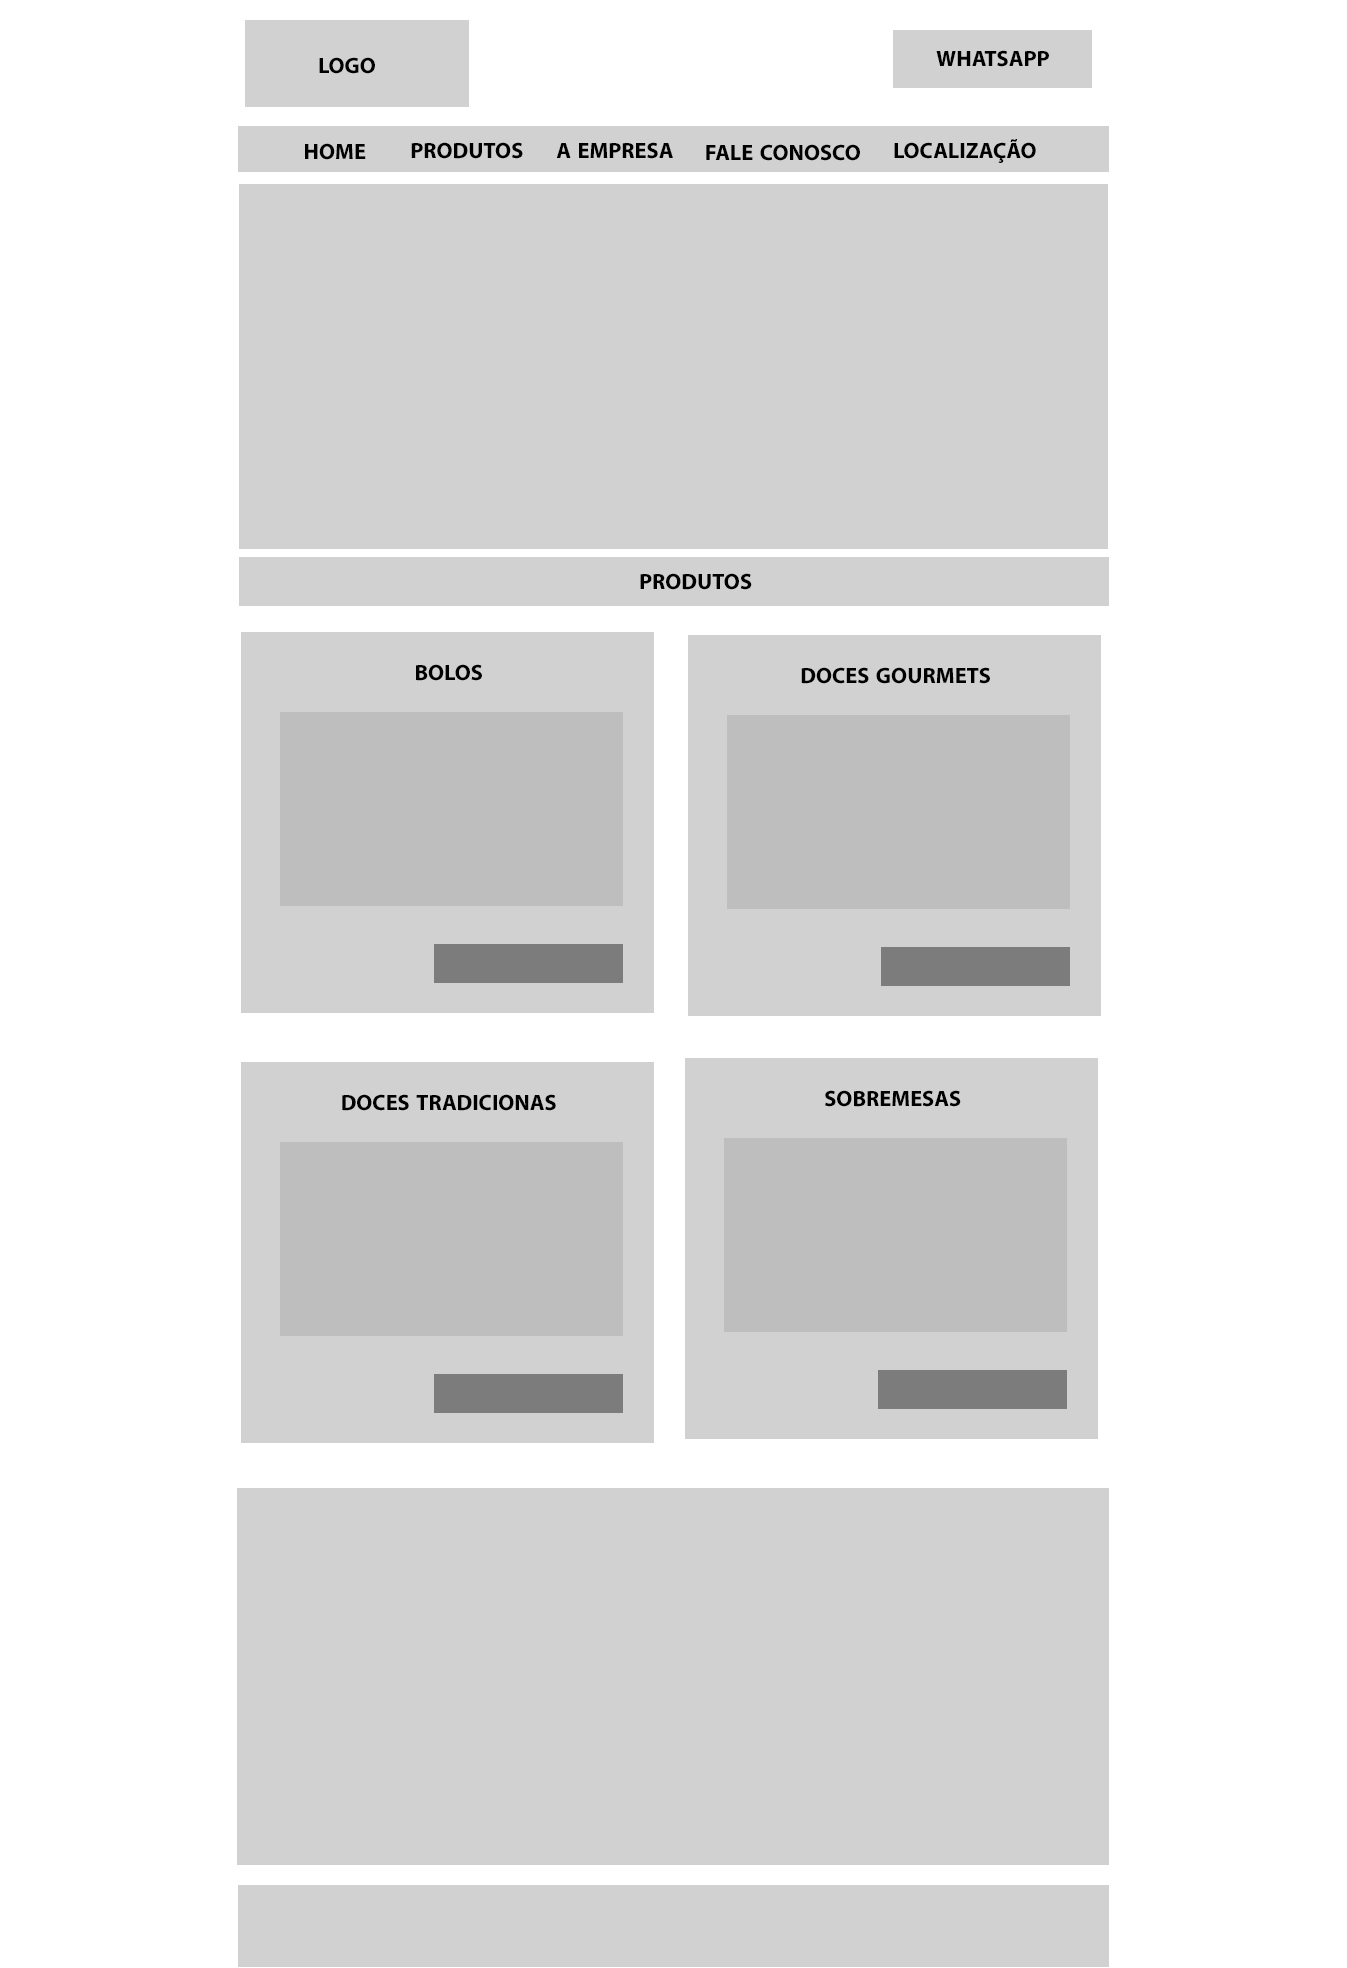 LOGO
WHATSAPP
HOME PRODUTOS A EMPRESA FALE CONOSCO LOCALIZAÇÃO
PRODUTOS
BOLOS
DOCES GOURMETS
DOCES TRADICIONAS
SOBREMESAS